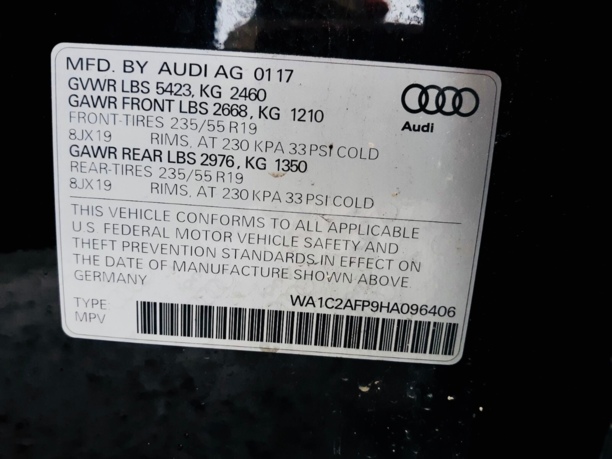 MFD. BY AUDI AG 01 17
GVWR LBS 5423, KG 2460
GAWR FRONT LBS 2668, KG 1210
FRONT-TIRES 235/55 R19
8JX19 RIMS, AT 230 KPA 33 PSI COLD
GAWR REAR LBS 2976, KG 1350
REAR-TIRES 235/55 R19
8JX19 RIMS, AT 230 KPA 33 PSI COLD
Audi
THIS VEHICLE CONFORMS TO ALL APPLICABLE
U.S. FEDERAL MOTOR VEHICLE SAFETY AND
THEFT PREVENTION STANDARDS IN EFFECT ON
THE DATE OF MANUFACTURE SHOWN ABOVE
GERMANY
WA1C2AFP9HA096406
TYPE
MPV